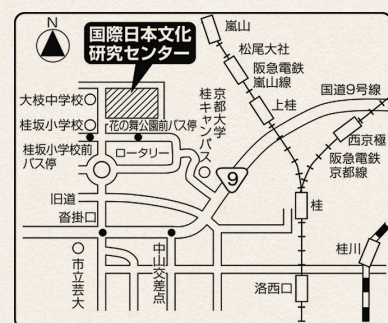 N
国際日本文化
研究センター
嵐山
松尾大社
阪急電鉄
嵐山線
上桂
国道9号線
大枝中学校
桂坂小学校
花の舞公園前バス停
桂坂小学校前
バス停
ロータリー
京都大学
桂キャンパス
9
西京極
阪急電鉄
京都線
旧道
沓掛口
桂
桂川
市立芸大
中山交差点
洛西口